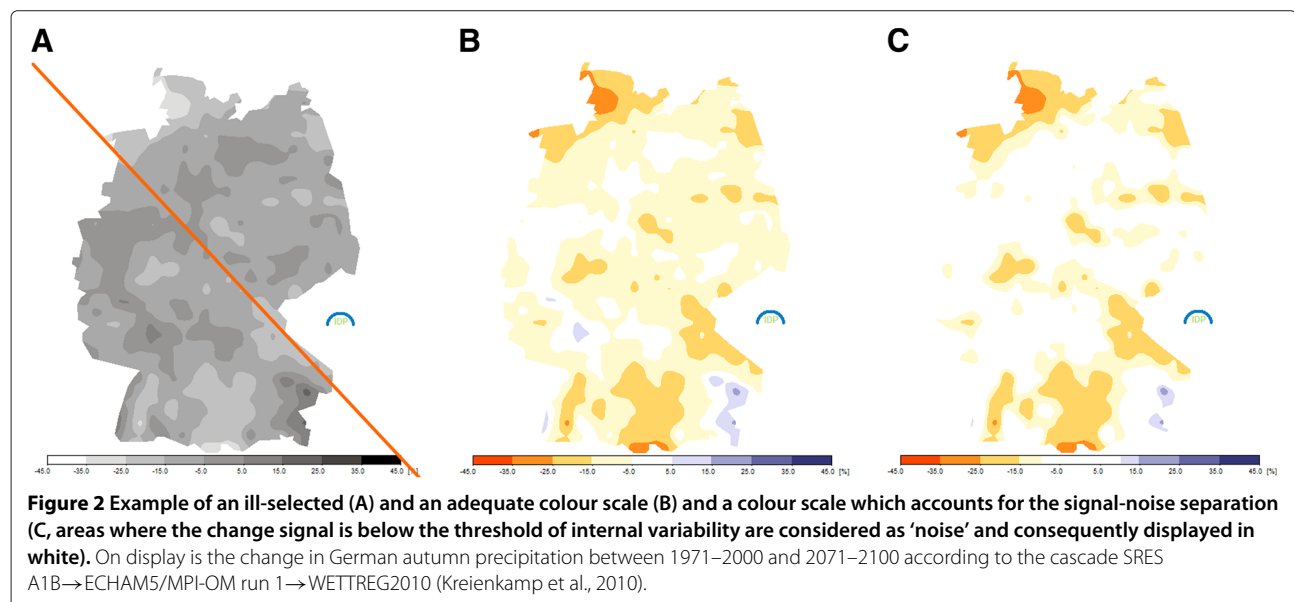 A
B
C
IDP
IDP
-45.0 -35.0 -25.0 -15.0 -5.0 5.0 15.0 25.0 35.0 45.0
-45.0 -35.0 -25.0 -15.0 -5.0 5.0 15.0 25.0 35.0 45.0 [%]
-45.0 -35.0 -25.0 -15.0 -5.0 5.0 15.0 25.0 35.0 45.0 [%]
Figure 2 Example of an ill-selected (A) and an adequate colour scale (B) and a colour scale which accounts for the signal-noise separation
(C, areas where the change signal is below the threshold of internal variability are considered as ‘noise’ and consequently displayed in
white). On display is the change in German autumn precipitation between 1971–2000 and 2071–2100 according to the cascade SRES
A1B→ECHAM5/MPI-OM run 1→WETTREG2010 (Kreienkamp et al., 2010).